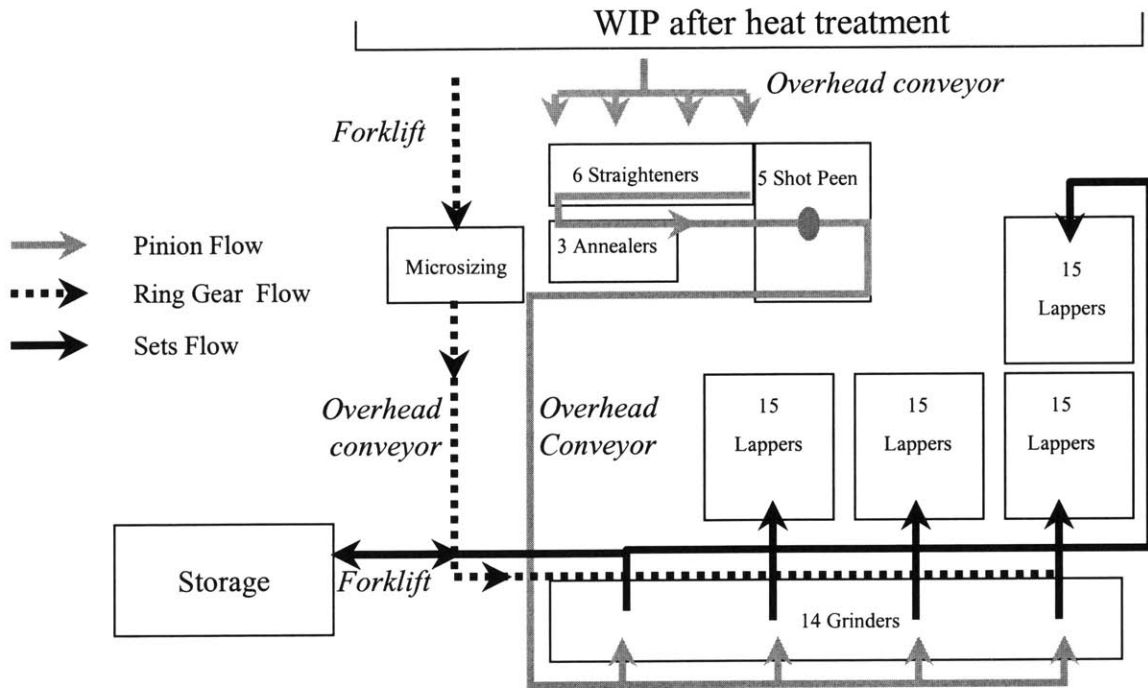 WIP after heat treatment
Overhead conveyor
Forklift
6 Straighteners
5 Shot Peen
3 Annealers
Microsizing
Pinion Flow
Ring Gear Flow
Sets Flow
15
Lappers
Overhead
conveyor
Overhead
Conveyor
15
Lappers
15
Lappers
15
Lappers
Storage
Forklift
14 Grinders